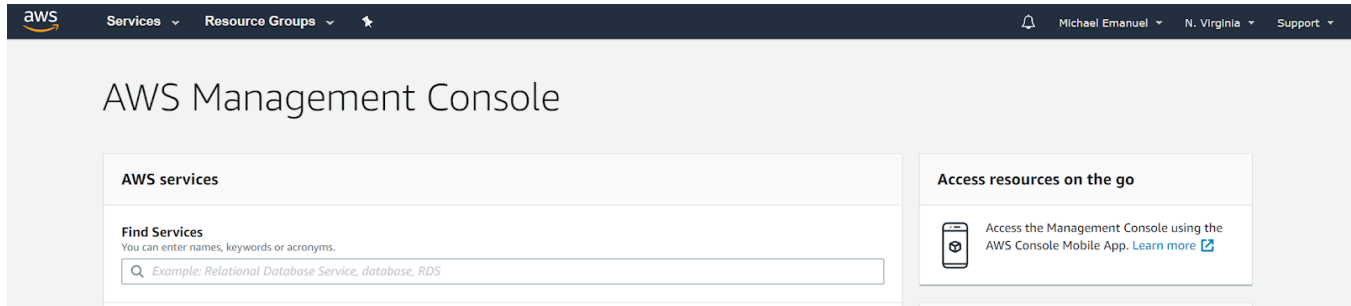 aws Services Resource Groups Michael Emanuel N. Virginia Support
AWS Management Console
AWS services
Find Services
You can enter names, keywords or acronyms.
Example: Relational Database Service, database, RDS
Access resources on the go
Access the Management Console using the
AWS Console Mobile App. Learn more